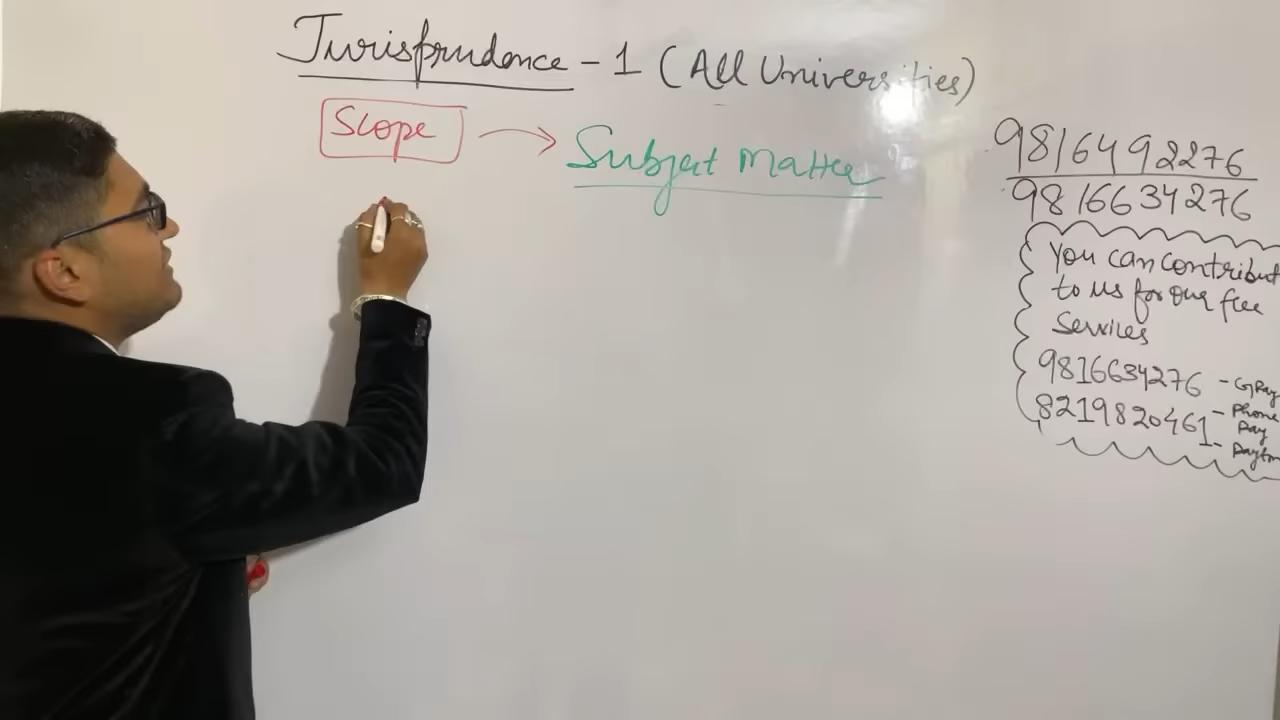 Jurisprudence - 1 (All Universities)
Scope → Subject Matter
9816492276
9816634276
You can contribut
to us for our free
Services
9816634276 - GPay
8219820461 - Phone
Pay
- Paytm